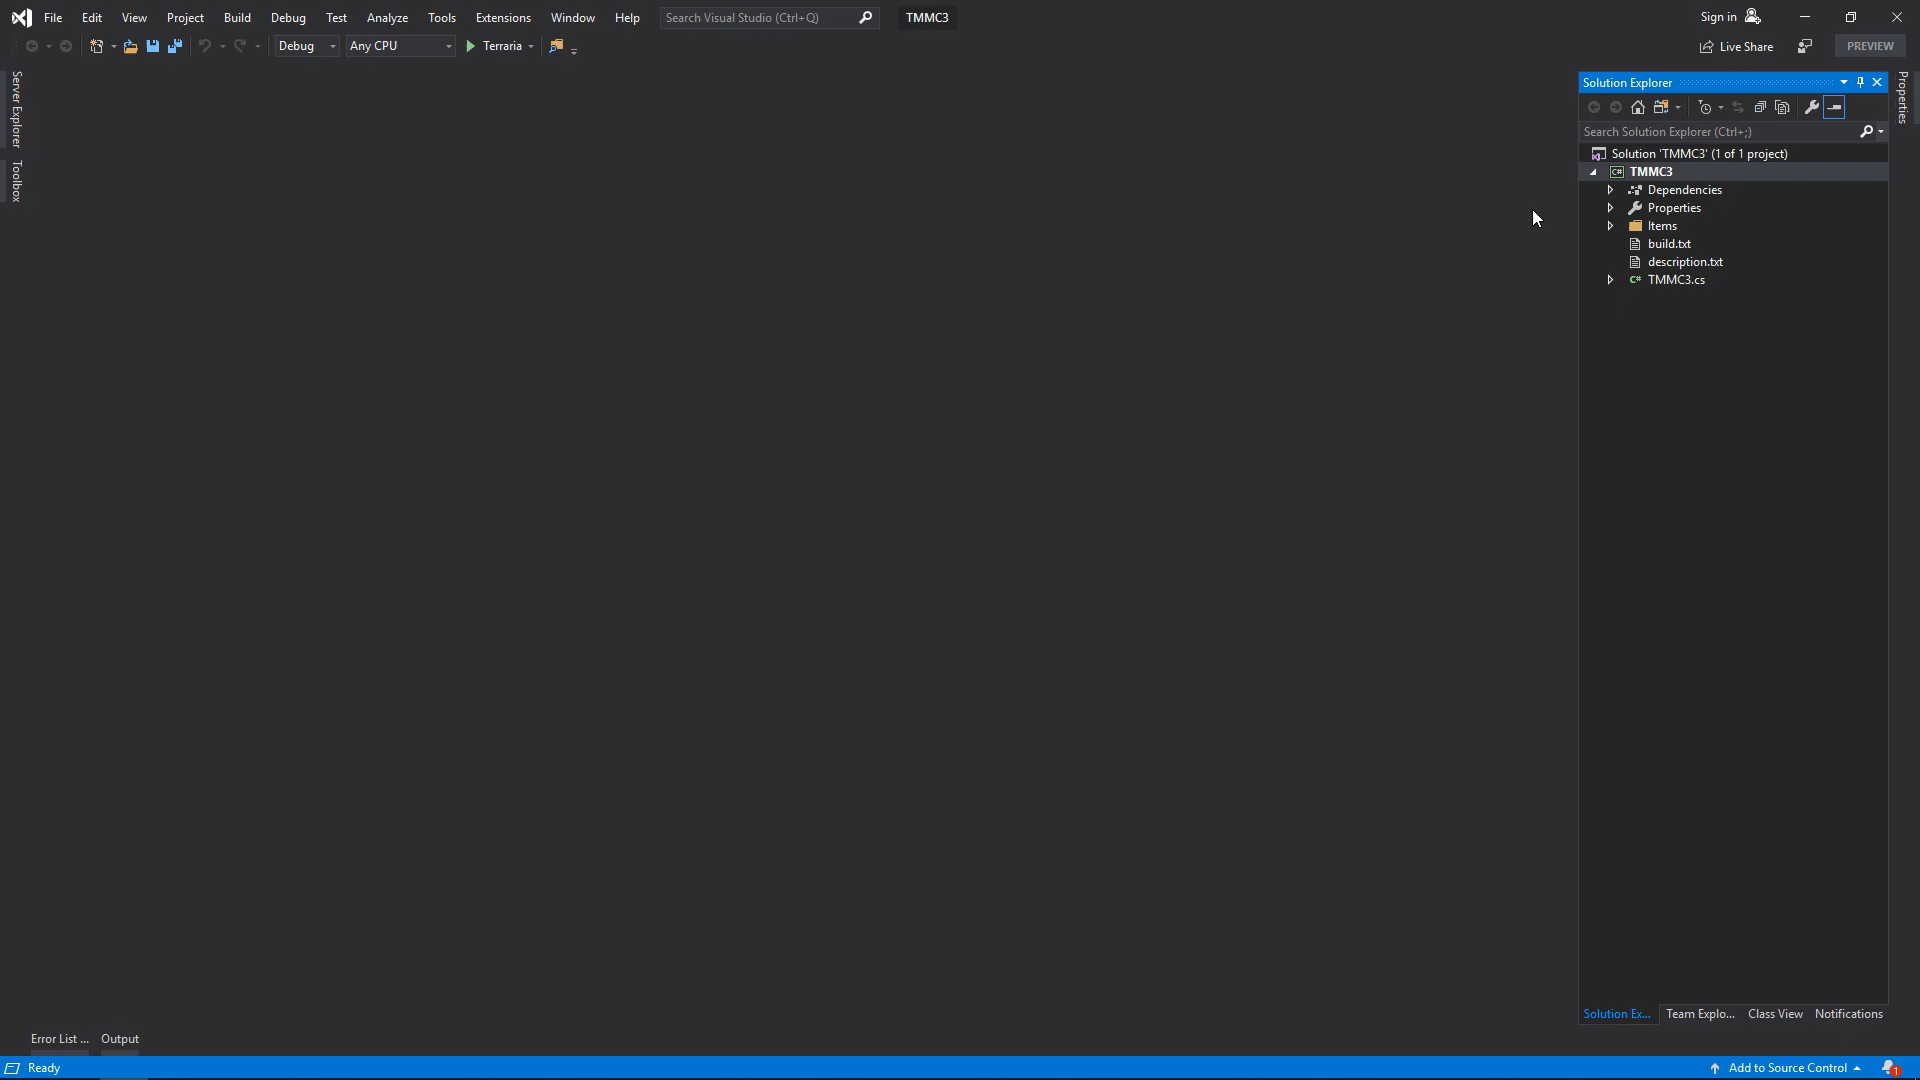 File Edit View Project Build Debug Test Analyze Tools Extensions Window Help Search Visual Studio (Ctrl+Q) TMMC3 Sign in
Debug Any CPU Terraria Live Share PREVIEW
Server Explorer
Toolbox
Solution Explorer
Search Solution Explorer (Ctrl+;)
Solution 'TMMC3' (1 of 1 project)
C# TMMC3
Dependencies
Properties
Items
build.txt
description.txt
C# TMMC3.cs
Properties
Solution Ex... Team Explo... Class View Notifications
Error List ... Output
Ready Add to Source Control 1